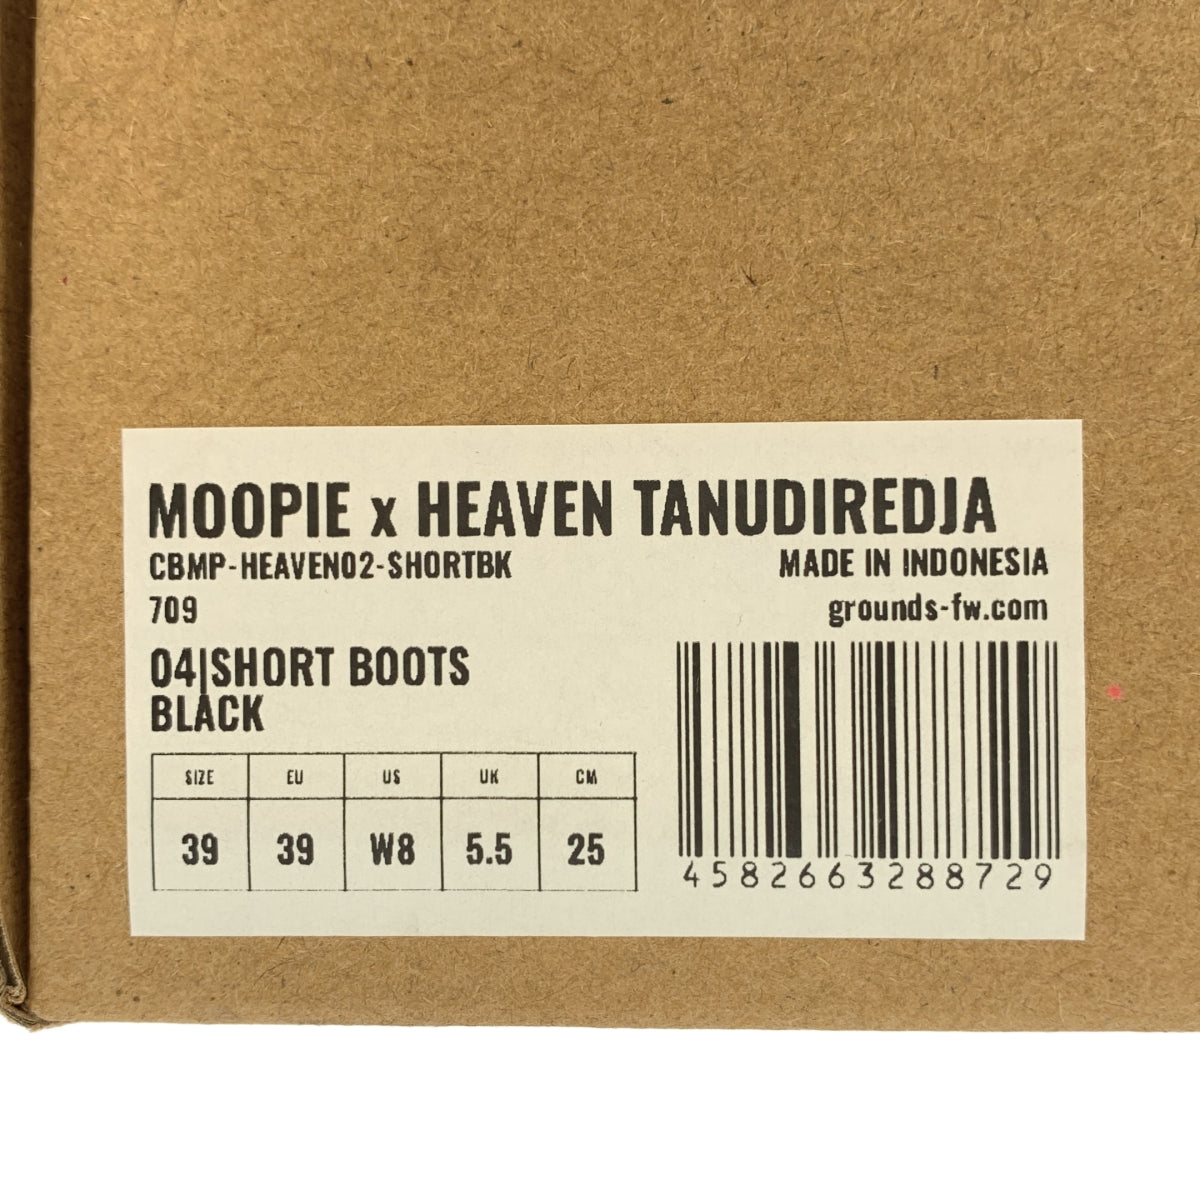 MOOPIE x HEAVEN TANUDIREDJA
CBMP-HEAVEN02-SHORTBK
MADE IN INDONESIA
709
grounds-fw.com
04|SHORT BOOTS
BLACK
SIZE EU US UK CM
39 39 W8 5.5 25
4582663288729